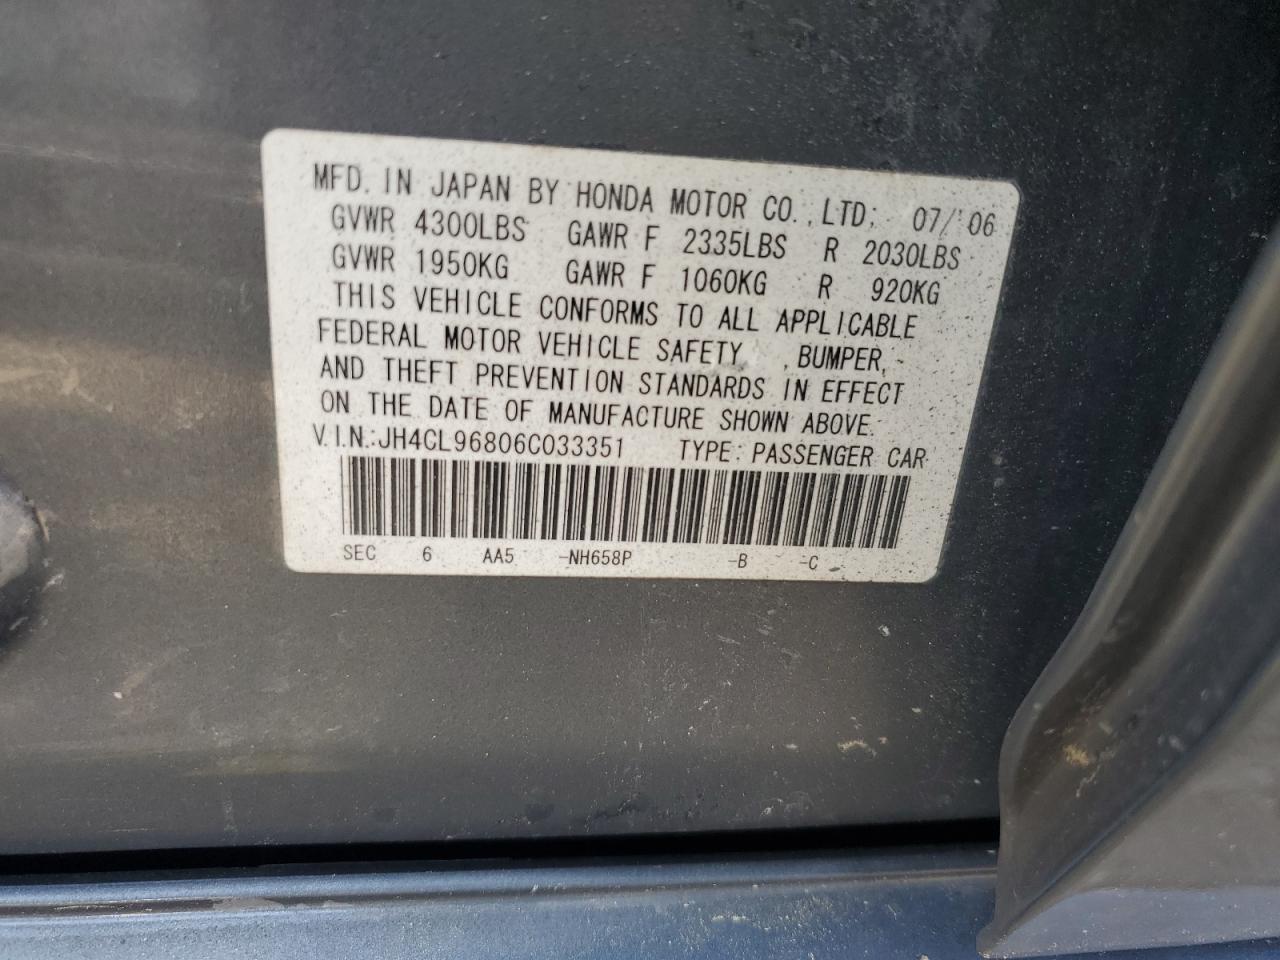 MFD. IN JAPAN BY HONDA MOTOR CO., LTD; 07/'06
GVWR 4300LBS GAWR F 2335LBS R 2030LBS
GVWR 1950KG GAWR F 1060KG R 920KG
THIS VEHICLE CONFORMS TO ALL APPLICABLE
FEDERAL MOTOR VEHICLE SAFETY , BUMPER,
AND THEFT PREVENTION STANDARDS IN EFFECT
ON THE DATE OF MANUFACTURE SHOWN ABOVE.
V.I.N.:JH4CL96806C033351 TYPE: PASSENGER CAR
SEC 6 AA5 -NH658P -B -C